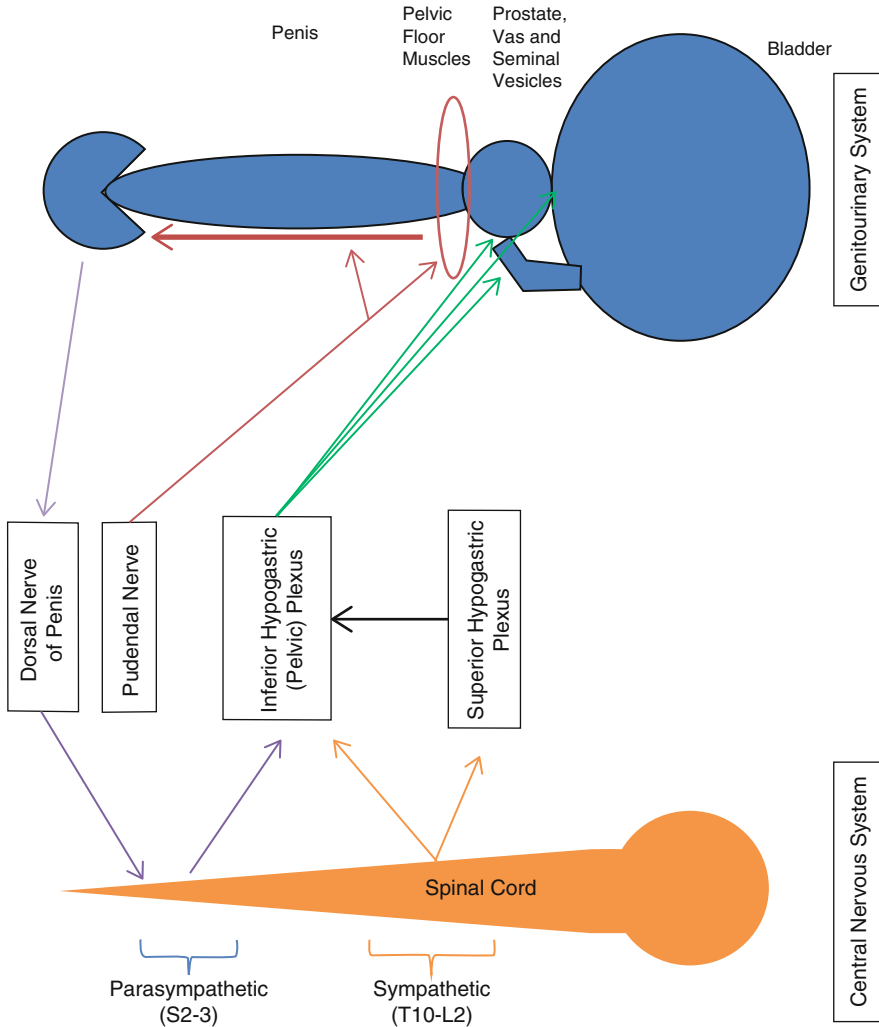 Penis
Pelvic
Floor
Muscles
Prostate,
Vas and
Seminal
Vesicles
Bladder
Genitourinary System
Dorsal Nerve
of Penis
Pudendal Nerve
Inferior Hypogastric
(Pelvic) Plexus
Superior Hypogastric
Plexus
Spinal Cord
Central Nervous System
Parasympathetic
(S2-3)
Sympathetic
(T10-L2)